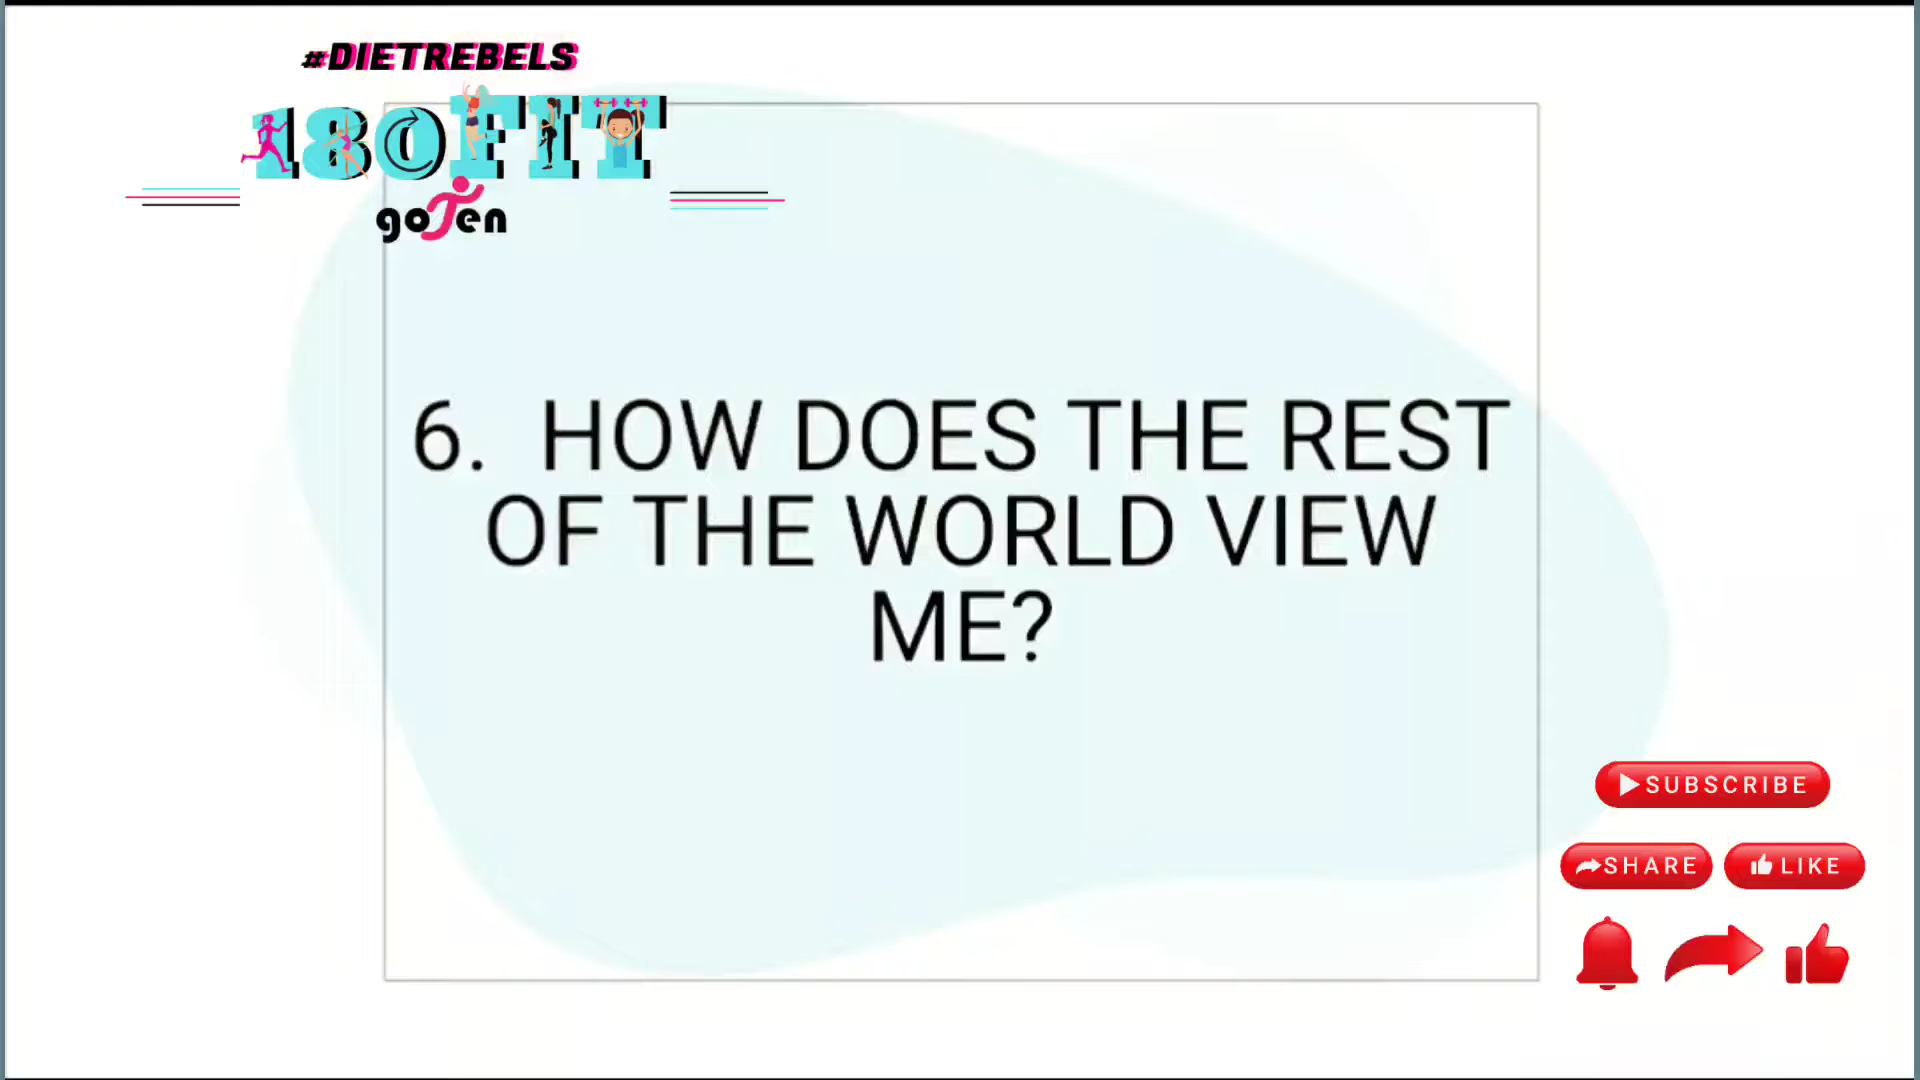 #DIETREBELS
180FIT
goTen
6. HOW DOES THE REST
OF THE WORLD VIEW
ME?
SUBSCRIBE
SHARE
LIKE